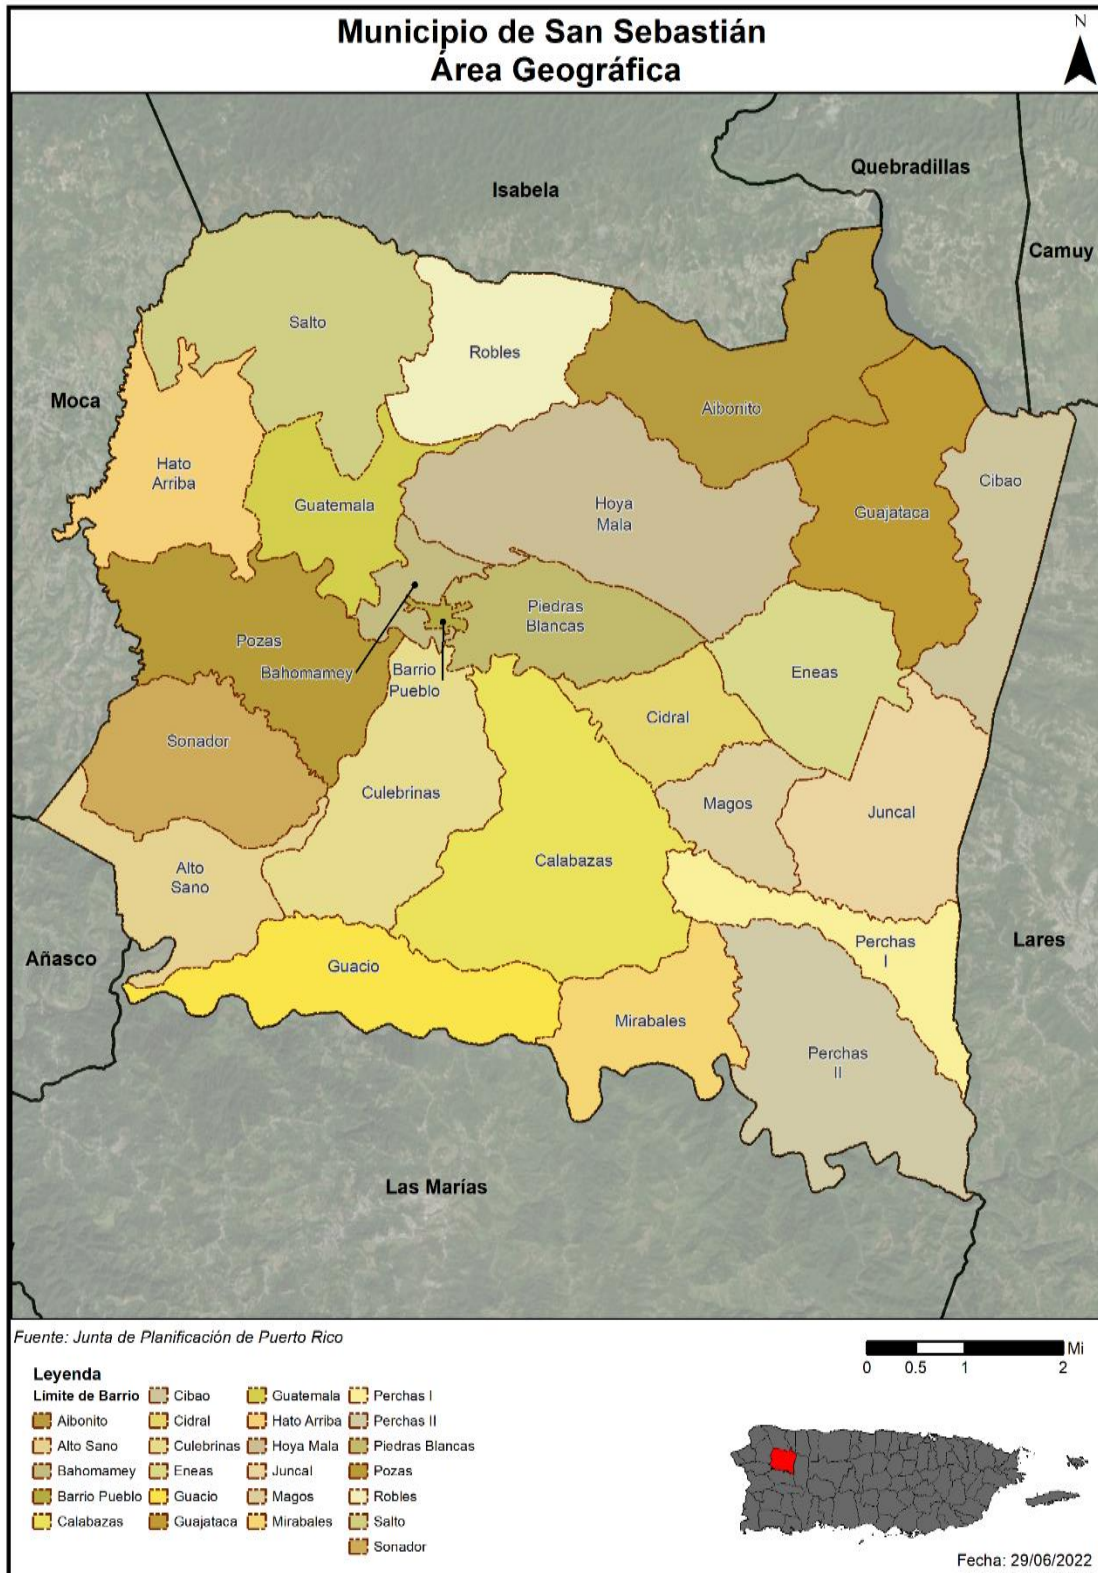 Municipio de San Sebastián
Área Geográfica
N
Isabela
Quebradillas
Camuy
Salto
Robles
Moca
Aibonito
Hato
Arriba
Guatemala
Hoya
Mala
Guajataca
Cibao
Piedras
Blancas
Pozas
Bahomamey
Barrio
Pueblo
Eneas
Cidral
Sonador
Culebrinas
Magos
Juncal
Alto
Sano
Calabazas
Añasco
Guacio
Perchas
I
Lares
Mirabales
Perchas
II
Las Marías
Fuente: Junta de Planificación de Puerto Rico
Mi
0 0.5 1 2
Leyenda
Límite de Barrio
Aibonito
Alto Sano
Bahomamey
Barrio Pueblo
Calabazas
Cibao
Cidral
Culebrinas
Eneas
Guacio
Guajataca
Guatemala
Hato Arriba
Hoya Mala
Juncal
Magos
Mirabales
Perchas I
Perchas II
Piedras Blancas
Pozas
Robles
Salto
Sonador
Fecha: 29/06/2022